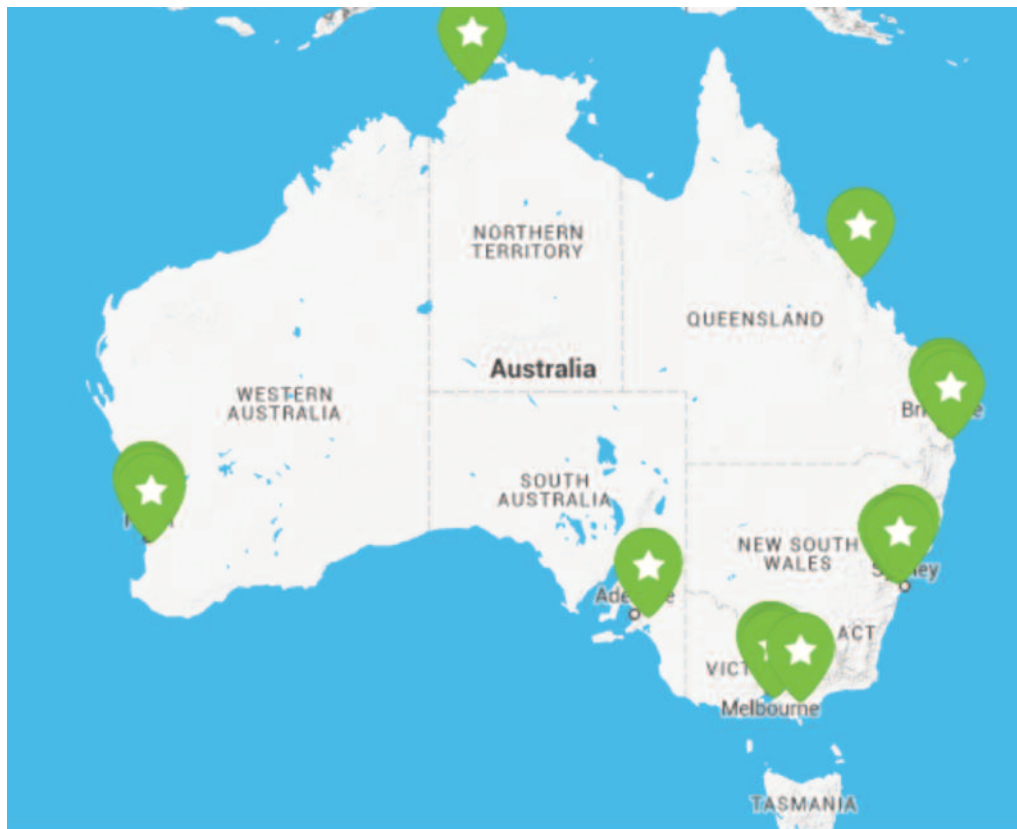 NORTHERN
TERRITORY
QUEENSLAND
Australia
WESTERN
AUSTRALIA
SOUTH
AUSTRALIA
NEW SOUTH
WALES
ACT
Melbourne
TASMANIA